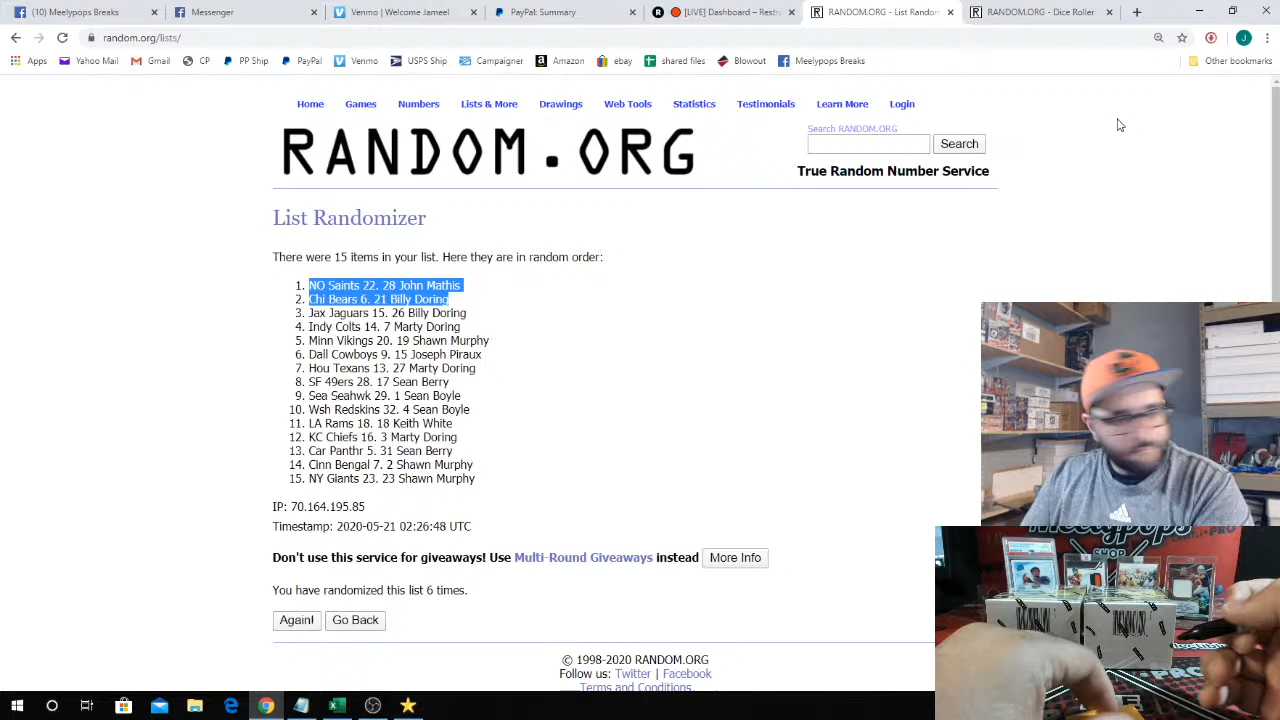 (10) Meelypops
Messenger
PayPal: Summary
[LIVE] Dashboard – Restre
RANDOM.ORG - List Random
RANDOM.ORG - Dice Roller
random.org/lists/
J
Apps
Yahoo Mail
Gmail
CP
PP Ship
PayPal
Venmo
USPS Ship
Campaigner
Amazon
ebay
shared files
Blowout
Meelypops Breaks
Other bookmarks
Home
Games
Numbers
Lists & More
Drawings
Web Tools
Statistics
Testimonials
Learn More
Login
RANDOM.ORG
Search RANDOM.ORG
Search
True Random Number Service
List Randomizer
There were 15 items in your list. Here they are in random order:
1. NO Saints 22. 28 John Mathis
2. Chi Bears 6. 21 Billy Doring
3. Jax Jaguars 15. 26 Billy Doring
4. Indy Colts 14. 7 Marty Doring
5. Minn Vikings 20. 19 Shawn Murphy
6. Dall Cowboys 9. 15 Joseph Piraux
7. Hou Texans 13. 27 Marty Doring
8. SF 49ers 28. 17 Sean Berry
9. Sea Seahwk 29. 1 Sean Boyle
10. Wsh Redskins 32. 4 Sean Boyle
11. LA Rams 18. 18 Keith White
12. KC Chiefs 16. 3 Marty Doring
13. Car Panthr 5. 31 Sean Berry
14. Cinn Bengal 7. 2 Shawn Murphy
15. NY Giants 23. 23 Shawn Murphy
IP: 70.164.195.85
Timestamp: 2020-05-21 02:26:48 UTC
Don't use this service for giveaways! Use Multi-Round Giveaways instead
More Info
You have randomized this list 6 times.
Again!
Go Back
© 1998-2020 RANDOM.ORG
Follow us: Twitter | Facebook
Terms and Conditions.
Meelypops
SHOP